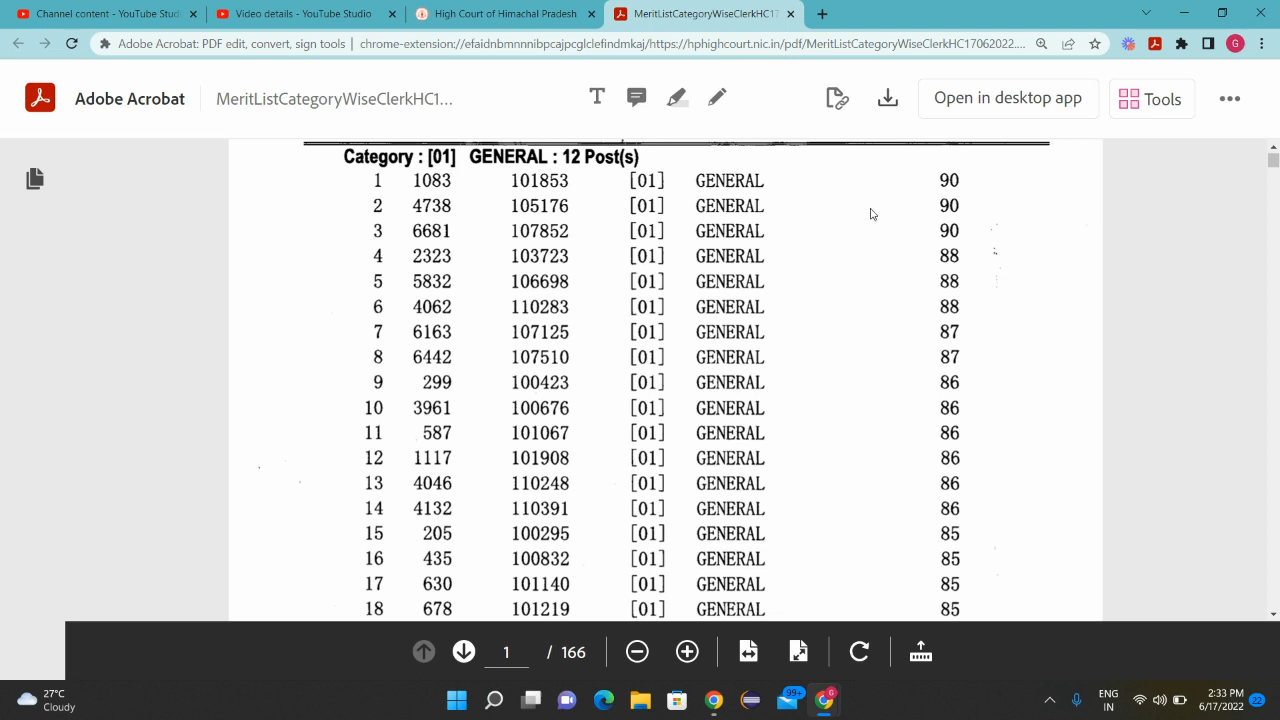 Channel content - YouTube Stud
Video details - YouTube Studio
High Court of Himachal Pradesh
MeritListCategoryWiseClerkHC17
Adobe Acrobat: PDF edit, convert, sign tools | chrome-extension://efaidnbmnnnibpcajpcglclefindmkaj/https://hphighcourt.nic.in/pdf/MeritListCategoryWiseClerkHC17062022....
G
Adobe Acrobat
MeritListCategoryWiseClerkHC1...
T
Open in desktop app
Tools
Category : [01] GENERAL : 12 Post(s)
1 1083 101853 [01] GENERAL 90
2 4738 105176 [01] GENERAL 90
3 6681 107852 [01] GENERAL 90
4 2323 103723 [01] GENERAL 88
5 5832 106698 [01] GENERAL 88
6 4062 110283 [01] GENERAL 88
7 6163 107125 [01] GENERAL 87
8 6442 107510 [01] GENERAL 87
9 299 100423 [01] GENERAL 86
10 3961 100676 [01] GENERAL 86
11 587 101067 [01] GENERAL 86
12 1117 101908 [01] GENERAL 86
13 4046 110248 [01] GENERAL 86
14 4132 110391 [01] GENERAL 86
15 205 100295 [01] GENERAL 85
16 435 100832 [01] GENERAL 85
17 630 101140 [01] GENERAL 85
18 678 101219 [01] GENERAL 85
1 / 166
27°C
Cloudy
99+
G
ENG
IN
2:33 PM
6/17/2022
22